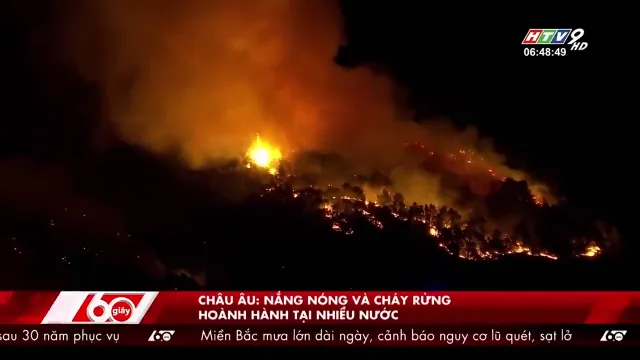 HTV9 HD
06:48:49
CHÂU ÂU: NẮNG NÓNG VÀ CHÁY RỪNG
HOÀNH HÀNH TẠI NHIỀU NƯỚC
60 giây
sau 30 năm phục vụ 60 Miền Bắc mưa lớn dài ngày, cảnh báo nguy cơ lũ quét, sạt lở 60